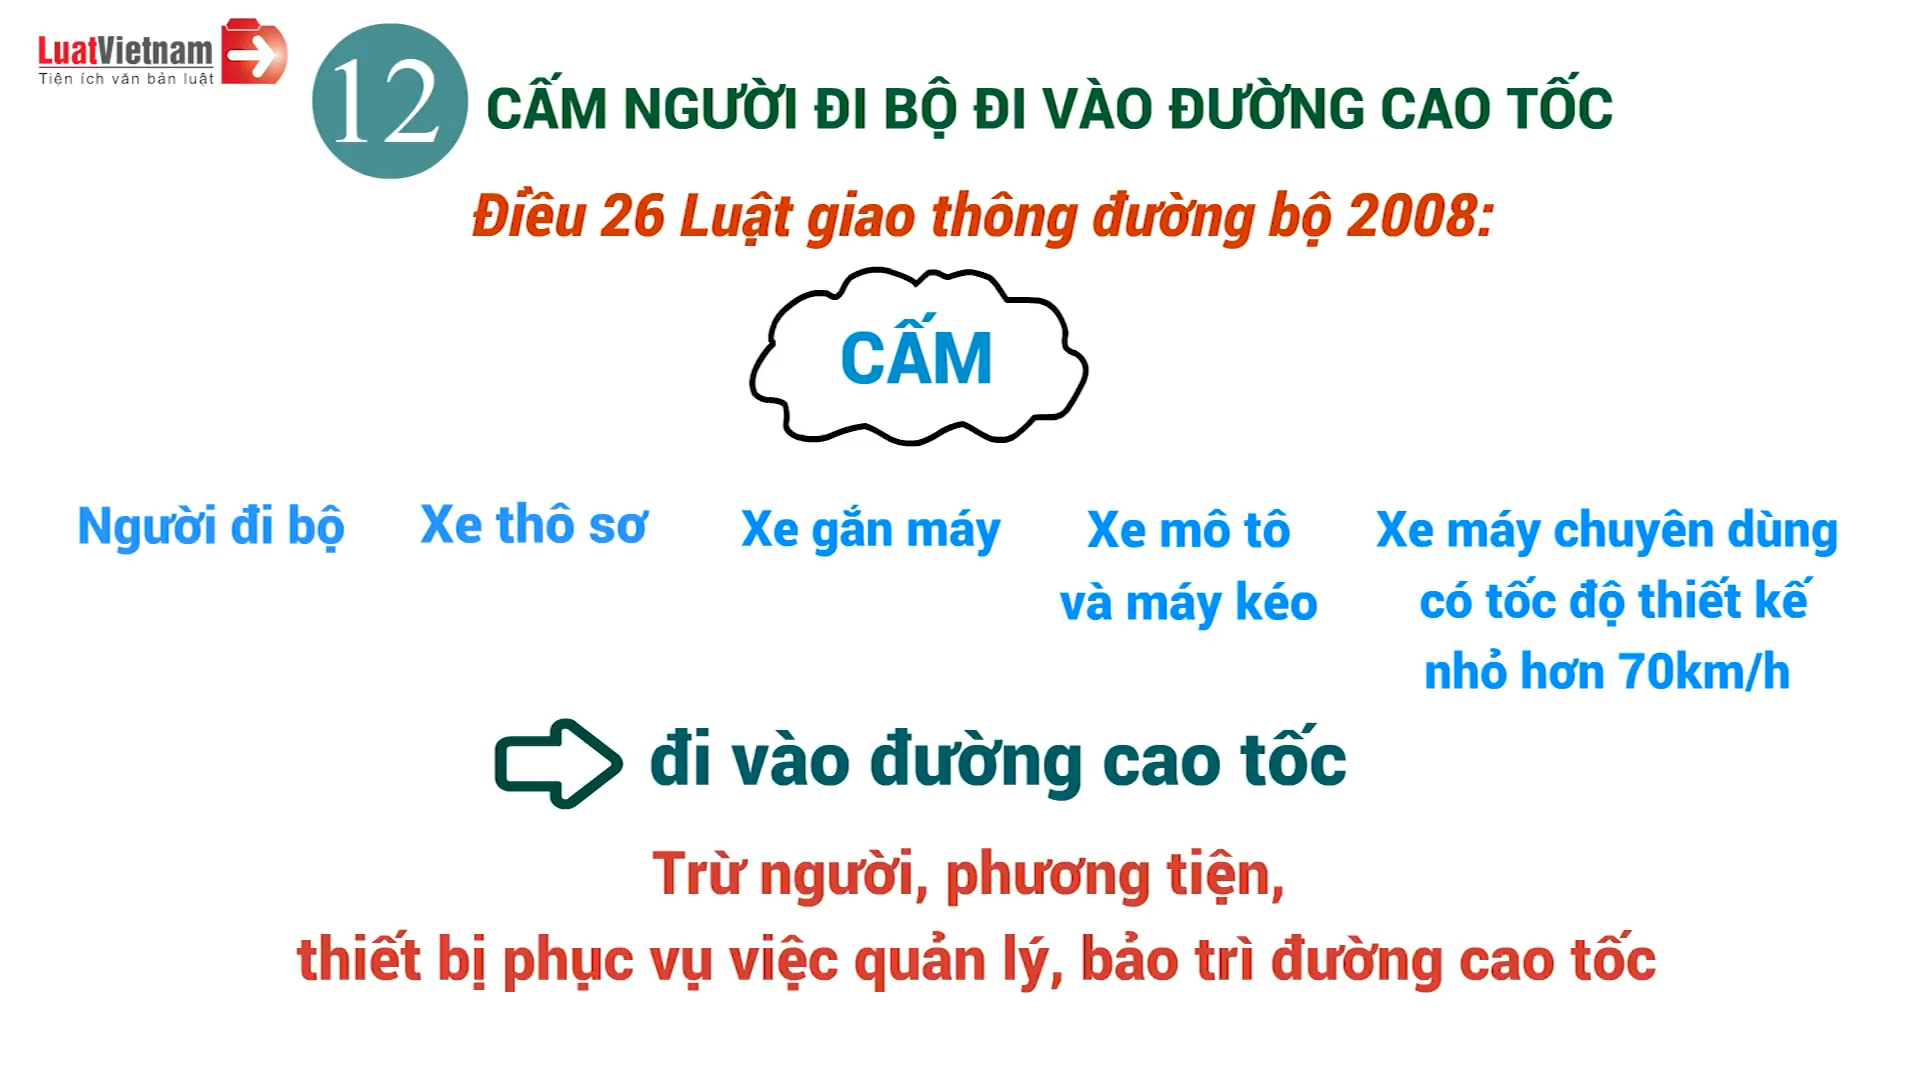 LuatVietnam
Tiện ích văn bản luật
12
CẤM NGƯỜI ĐI BỘ ĐI VÀO ĐƯỜNG CAO TỐC
Điều 26 Luật giao thông đường bộ 2008:
CẤM
Người đi bộ
Xe thô sơ
Xe gắn máy
Xe mô tô
và máy kéo
Xe máy chuyên dùng
có tốc độ thiết kế
nhỏ hơn 70km/h
đi vào đường cao tốc
Trừ người, phương tiện,
thiết bị phục vụ việc quản lý, bảo trì đường cao tốc